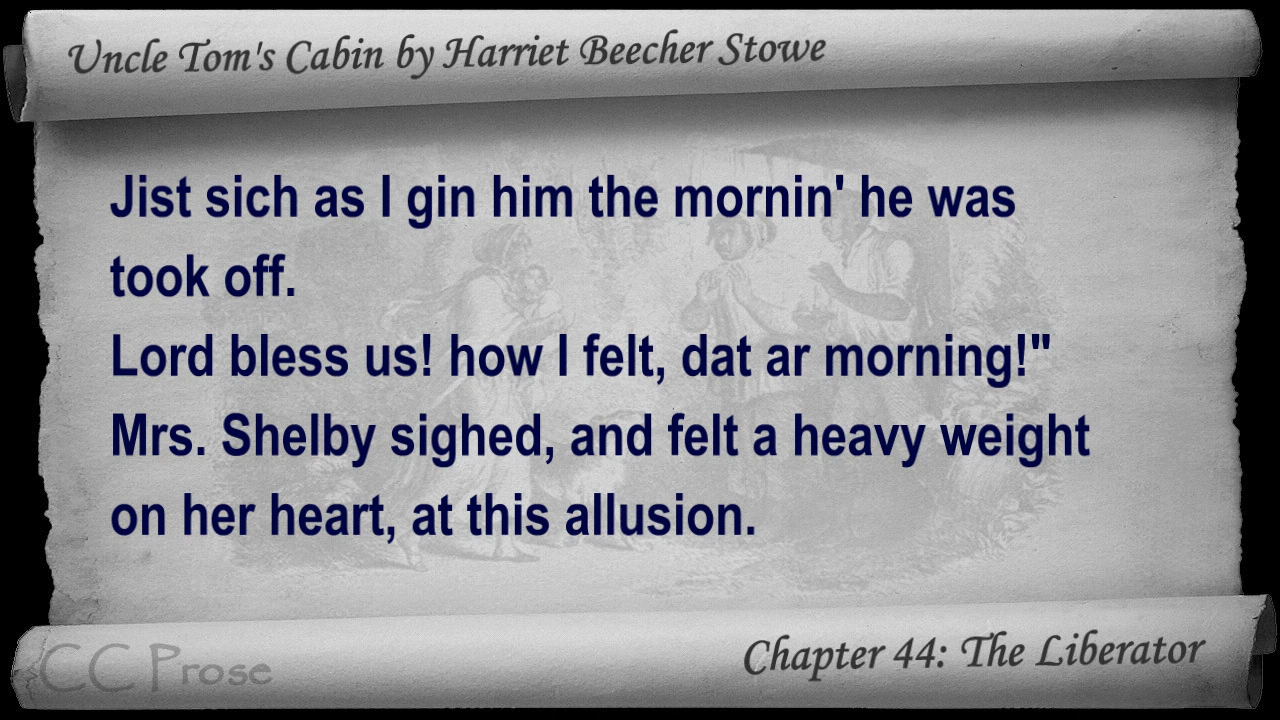 Uncle Tom's Cabin by Harriet Beecher Stowe
Jist sich as I gin him the mornin' he was
took off.
Lord bless us! how I felt, dat ar morning!"
Mrs. Shelby sighed, and felt a heavy weight
on her heart, at this allusion.
CC Prose
Chapter 44: The Liberator